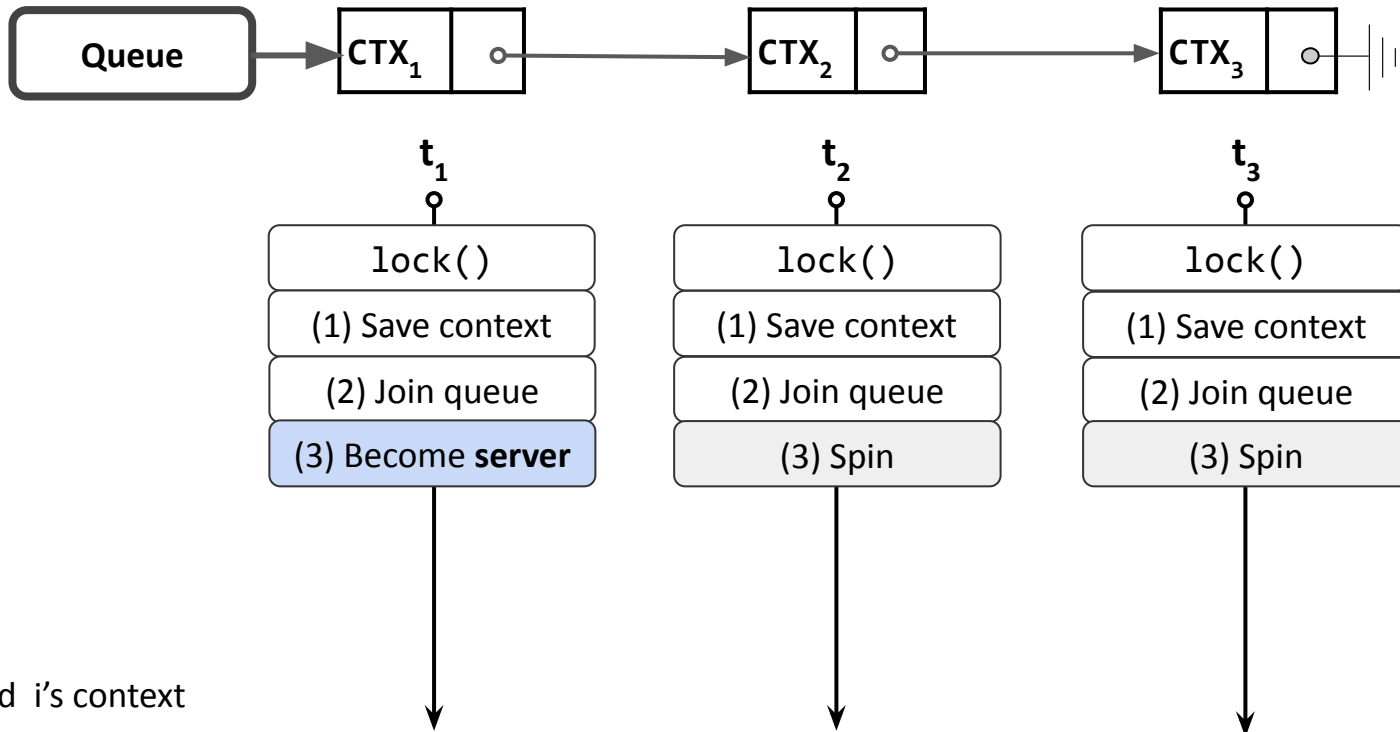 Queue CTX₁ CTX₂ CTX₃
t₁ t₂ t₃
lock() lock() lock()
(1) Save context (1) Save context (1) Save context
(2) Join queue (2) Join queue (2) Join queue
(3) Become server (3) Spin (3) Spin
i’s context